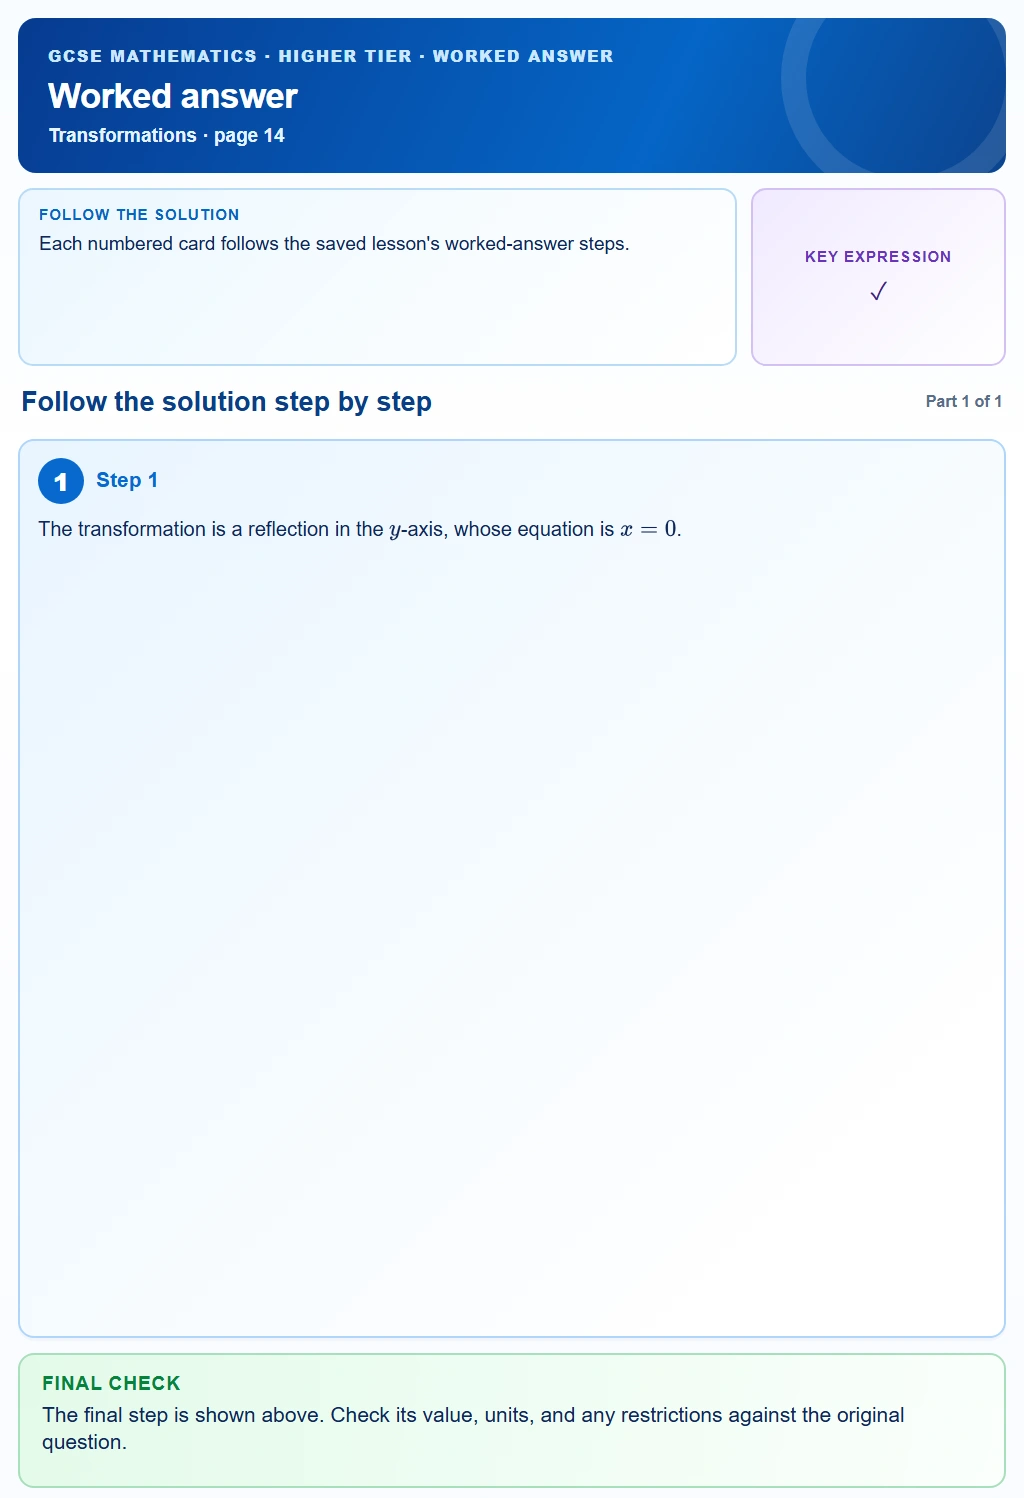 GCSE MATHEMATICS · HIGHER TIER · WORKED ANSWER
Worked answer
Transformations · page 14
FOLLOW THE SOLUTION
Each numbered card follows the saved lesson's worked-answer steps.
KEY EXPRESSION
✓
Follow the solution step by step
Part 1 of 1
1 Step 1
The transformation is a reflection in the y-axis, whose equation is x = 0.
FINAL CHECK
The final step is shown above. Check its value, units, and any restrictions against the original
question.